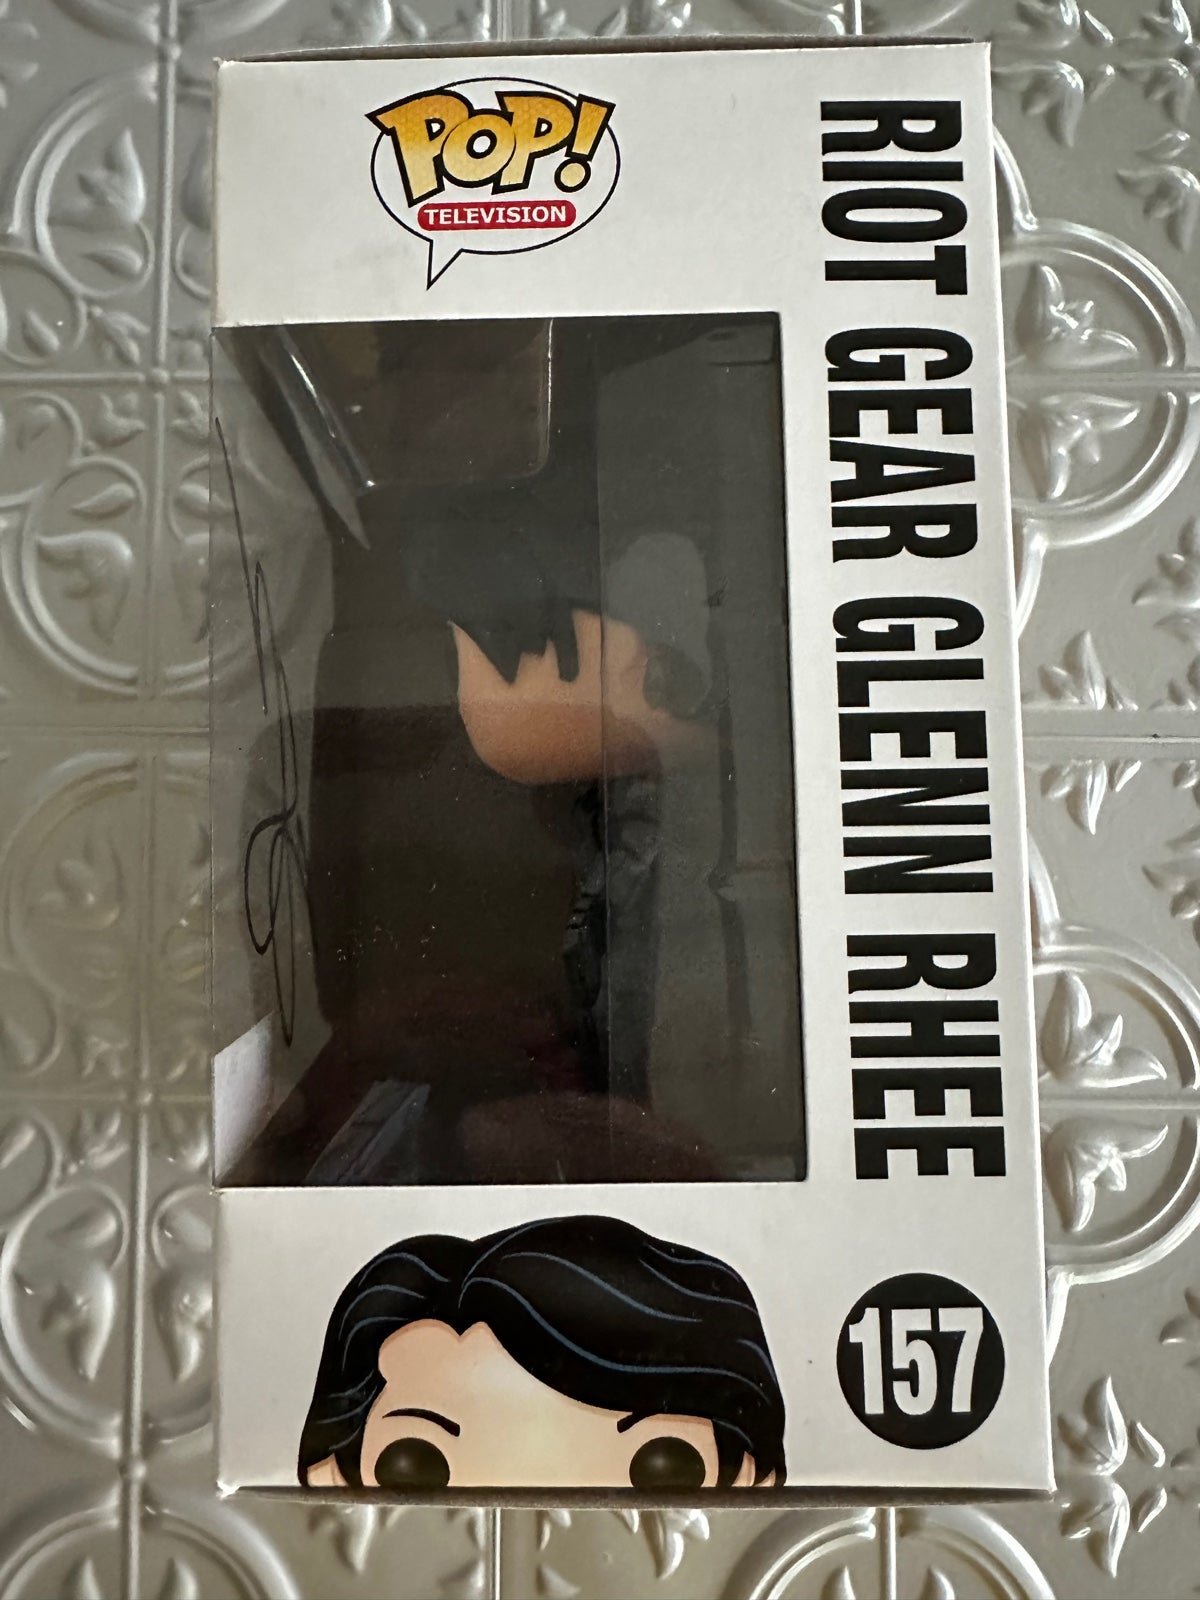 POP!
TELEVISION
RIOT GEAR GLENN RHEE
157